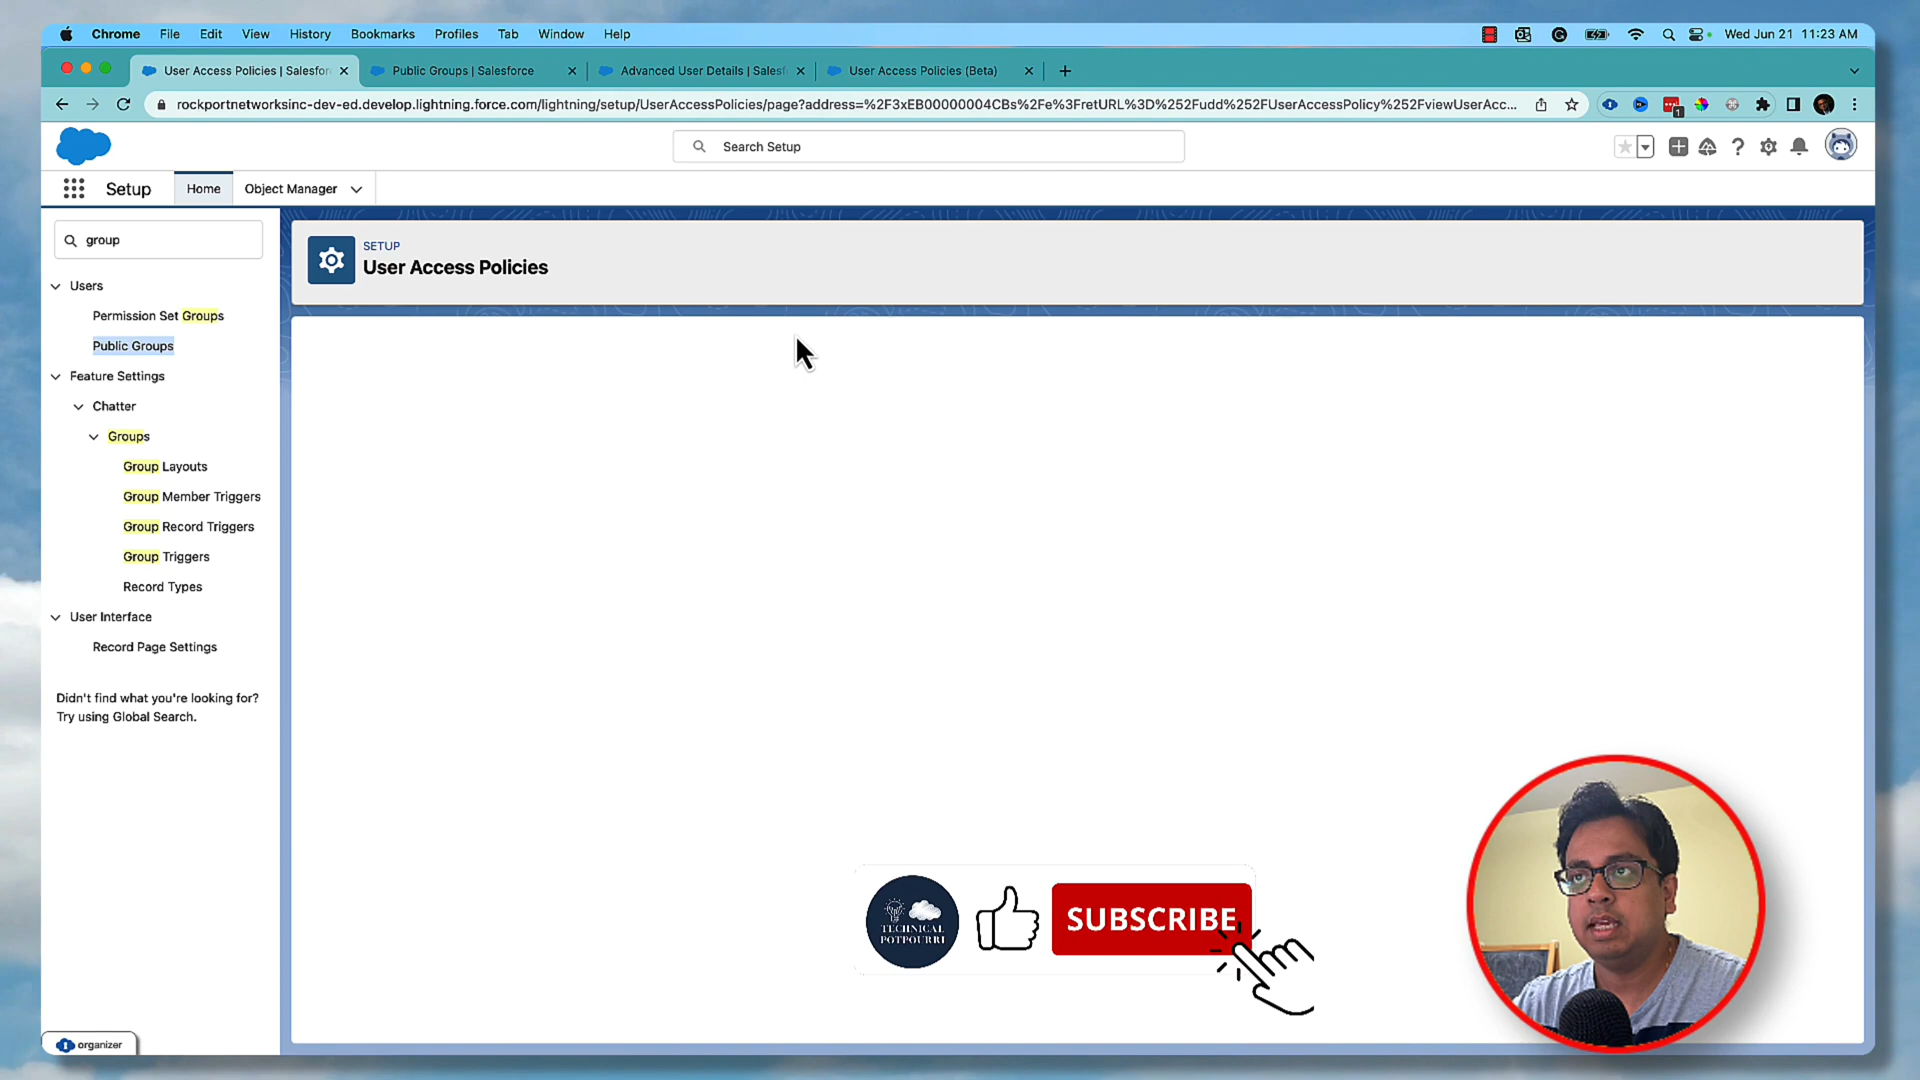 Chrome File Edit View History Bookmarks Profiles Tab Window Help Wed Jun 21 11:23 AM
User Access Policies | Salesfor Public Groups | Salesforce Advanced User Details | Salesf User Access Policies (Beta)
rockportnetworksinc-dev-ed.develop.lightning.force.com/lightning/setup/UserAccessPolicies/page?address=%2F3xEB00000004CBs%2Fe%3FretURL%3D%252Fudd%252FUserAccessPolicy%252FviewUserAcc...
1
Search Setup
Setup Home Object Manager
group
Users
Permission Set Groups
Public Groups
Feature Settings
Chatter
Groups
Group Layouts
Group Member Triggers
Group Record Triggers
Group Triggers
Record Types
User Interface
Record Page Settings
Didn't find what you're looking for?
Try using Global Search.
organizer
SETUP
User Access Policies
TECHNICAL
POTPOURRI
SUBSCRIBE